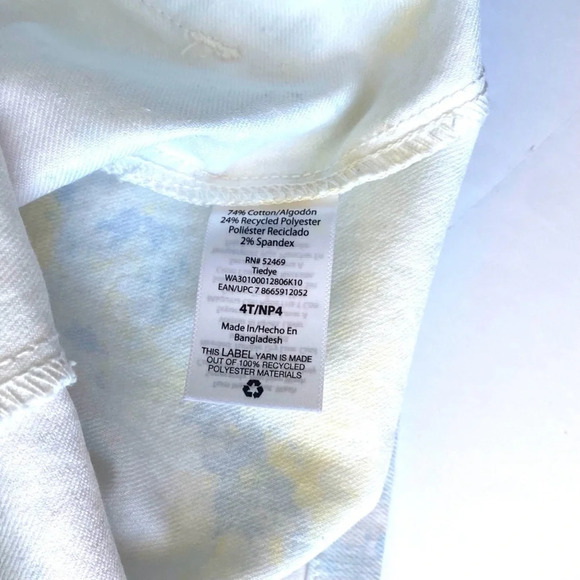 74% Cotton/Algodón
24% Recycled Polyester
Poliéster Reciclado
2% Spandex
RN# 52469
Tiedye
WA30100012806K10
EAN/UPC 7 8665912052
4T/NP4
Made In/Hecho En
Bangladesh
THIS LABEL YARN IS MADE
OUT OF 100% RECYCLED
POLYESTER MATERIALS